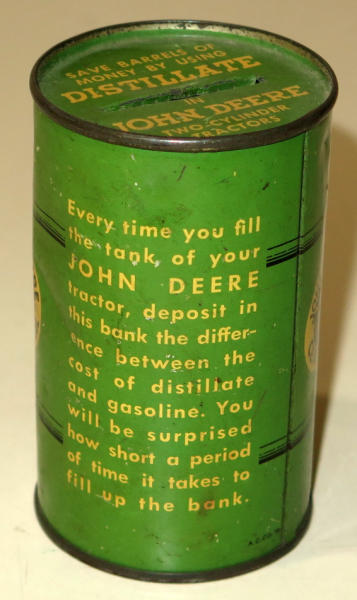 SAVE BARRELS OF
MONEY BY USING
DISTILLATE
IN
JOHN DEERE
TWO-CYLINDER
TRACTORS
Every time you fill
the tank of your
JOHN DEERE
tractor, deposit in
this bank the differ-
ence between the
cost of distillate
and gasoline. You
will be surprised
how short a period
of time it takes to
fill up the bank.